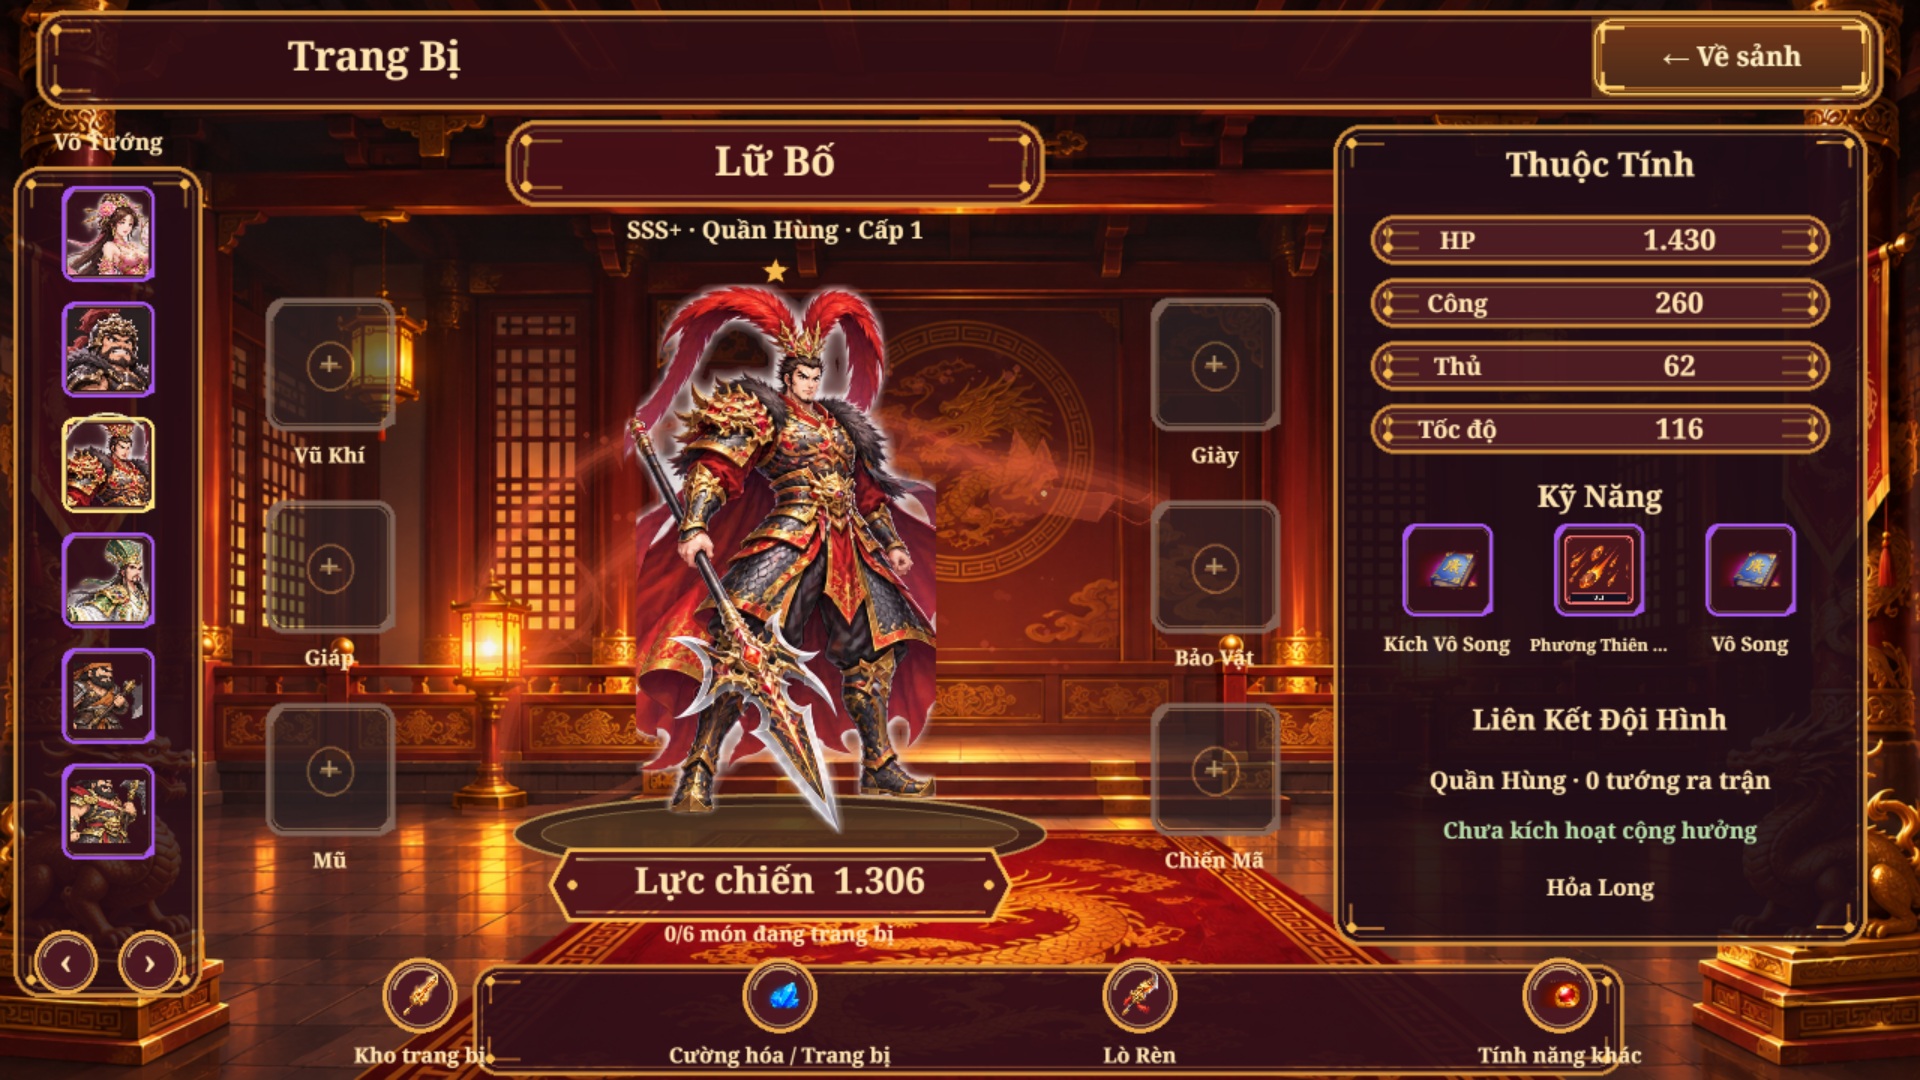 Trang Bị
← Về sảnh
Võ Tướng
Lữ Bố
SSS+ · Quần Hùng · Cấp 1
Vũ Khí
Giáp
Mũ
Giày
Bảo Vật
Chiến Mã
Lực chiến 1.306
0/6 món đang trang bị
Thuộc Tính
HP 1.430
Công 260
Thủ 62
Tốc độ 116
Kỹ Năng
Kích Vô Song
Phương Thiên ...
Vô Song
Liên Kết Đội Hình
Quần Hùng · 0 tướng ra trận
Chưa kích hoạt cộng hưởng
Hỏa Long
Kho trang bị
Cường hóa / Trang bị
Lò Rèn
Tính năng khác